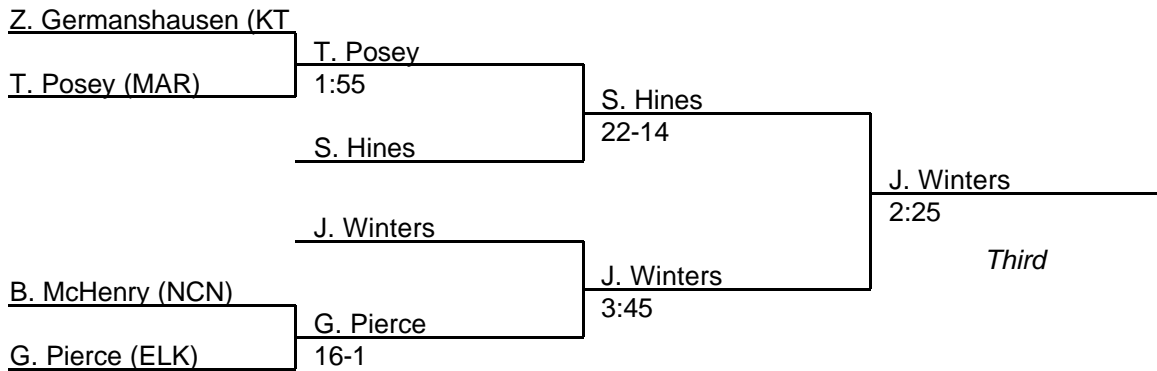 Z. Germanshausen (KT
T. Posey
T. Posey (MAR)
1:55
S. Hines
22-14
S. Hines
J. Winters
2:25
J. Winters
Third
J. Winters
B. McHenry (NCN)
3:45
G. Pierce
G. Pierce (ELK)
16-1